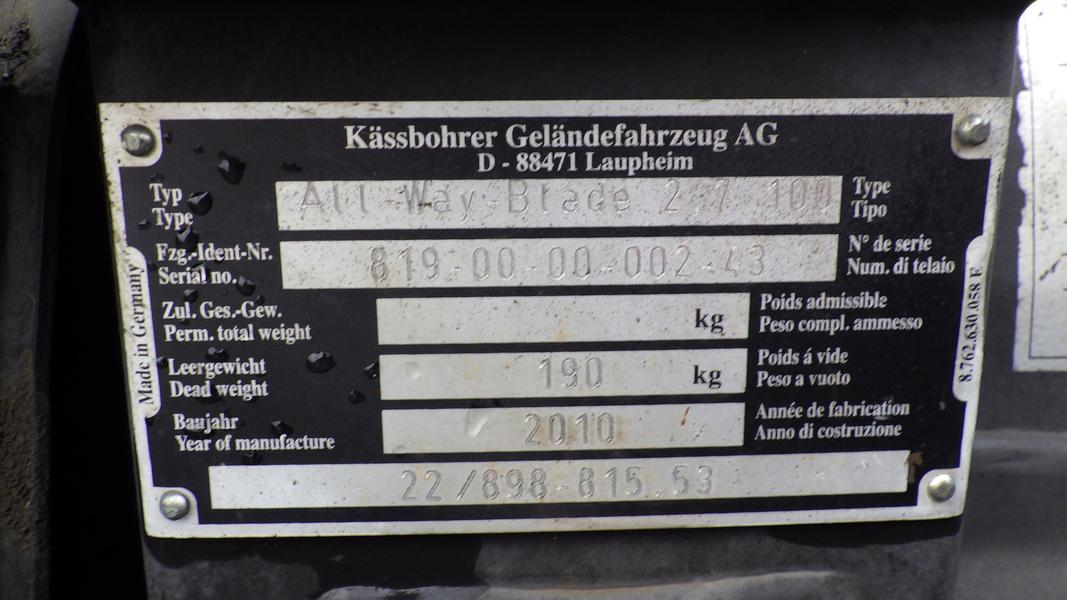 Kässbohrer Geländefahrzeug AG
D - 88471 Laupheim
Typ
Type
All-Way-Blade 2.7 100
Type
Tipo
Fzg.-Ident-Nr.
Serial no.
819-00-00-002-43
N° de serie
Num. di telaio
Zul. Ges.-Gew.
Perm. total weight
kg
Poids admissible
Peso compl. ammesso
Leergewicht
Dead weight
190 kg
Poids á vide
Peso a vuoto
Baujahr
Year of manufacture
2010
Année de fabrication
Anno di costruzione
22/898-815.53
Made in Germany
8.762.630.058 E